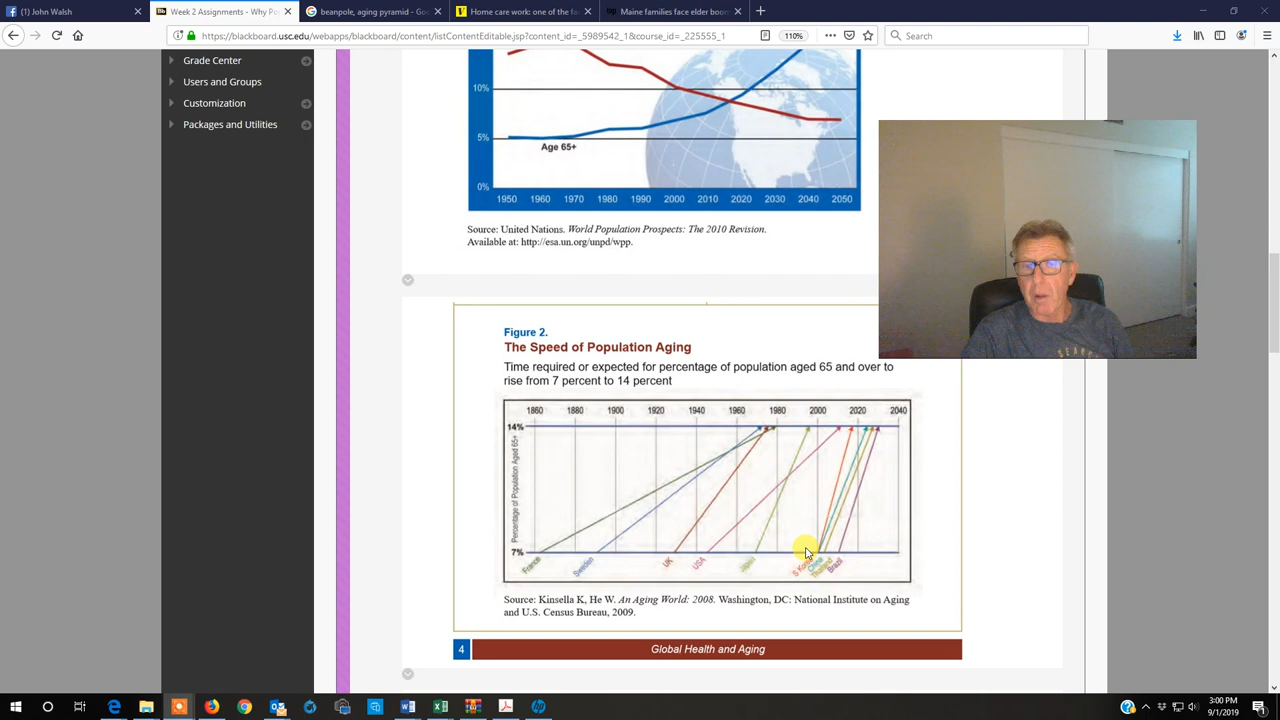 (1) John Walsh
Week 2 Assignments - Why Po
beanpole, aging pyramid - Goo
Home care work: one of the fa
Maine families face elder boom
https://blackboard.usc.edu/webapps/blackboard/content/listContentEditable.jsp?content_id=_5989542_1&course_id=_225555_1
110%
Search
Grade Center
Users and Groups
Customization
Packages and Utilities
10%
5%
Age 65+
0%
1950 1960 1970 1980 1990 2000 2010 2020 2030 2040 2050
Source: United Nations. World Population Prospects: The 2010 Revision.
Available at: http://esa.un.org/unpd/wpp.
Figure 2.
The Speed of Population Aging
Time required or expected for percentage of population aged 65 and over to
rise from 7 percent to 14 percent
1860 1880 1900 1920 1940 1960 1980 2000 2020 2040
14%
Percentage of Population Aged 65+
7%
France Sweden UK USA Japan S Korea China Thailand Brazil
Source: Kinsella K, He W. An Aging World: 2008. Washington, DC: National Institute on Aging
and U.S. Census Bureau, 2009.
4 Global Health and Aging
3:00 PM
9/1/2019